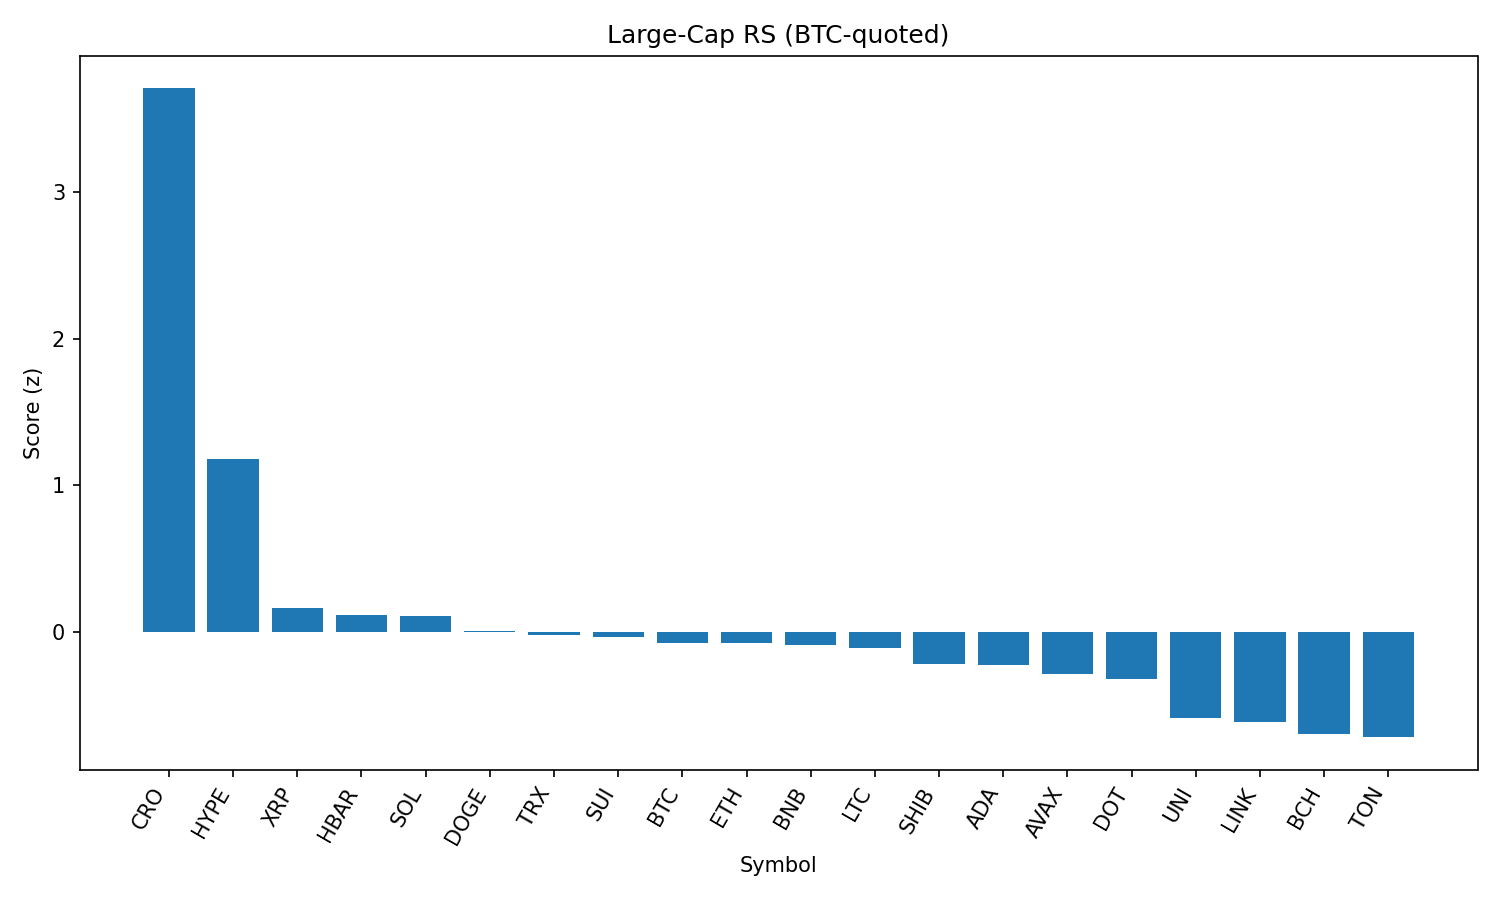 Large-Cap RS (BTC-quoted)
Score (z)
3
2
1
0
CRO
HYPE
XRP
HBAR
SOL
DOGE
TRX
SUI
BTC
ETH
BNB
LTC
SHIB
ADA
AVAX
DOT
UNI
LINK
BCH
TON
Symbol